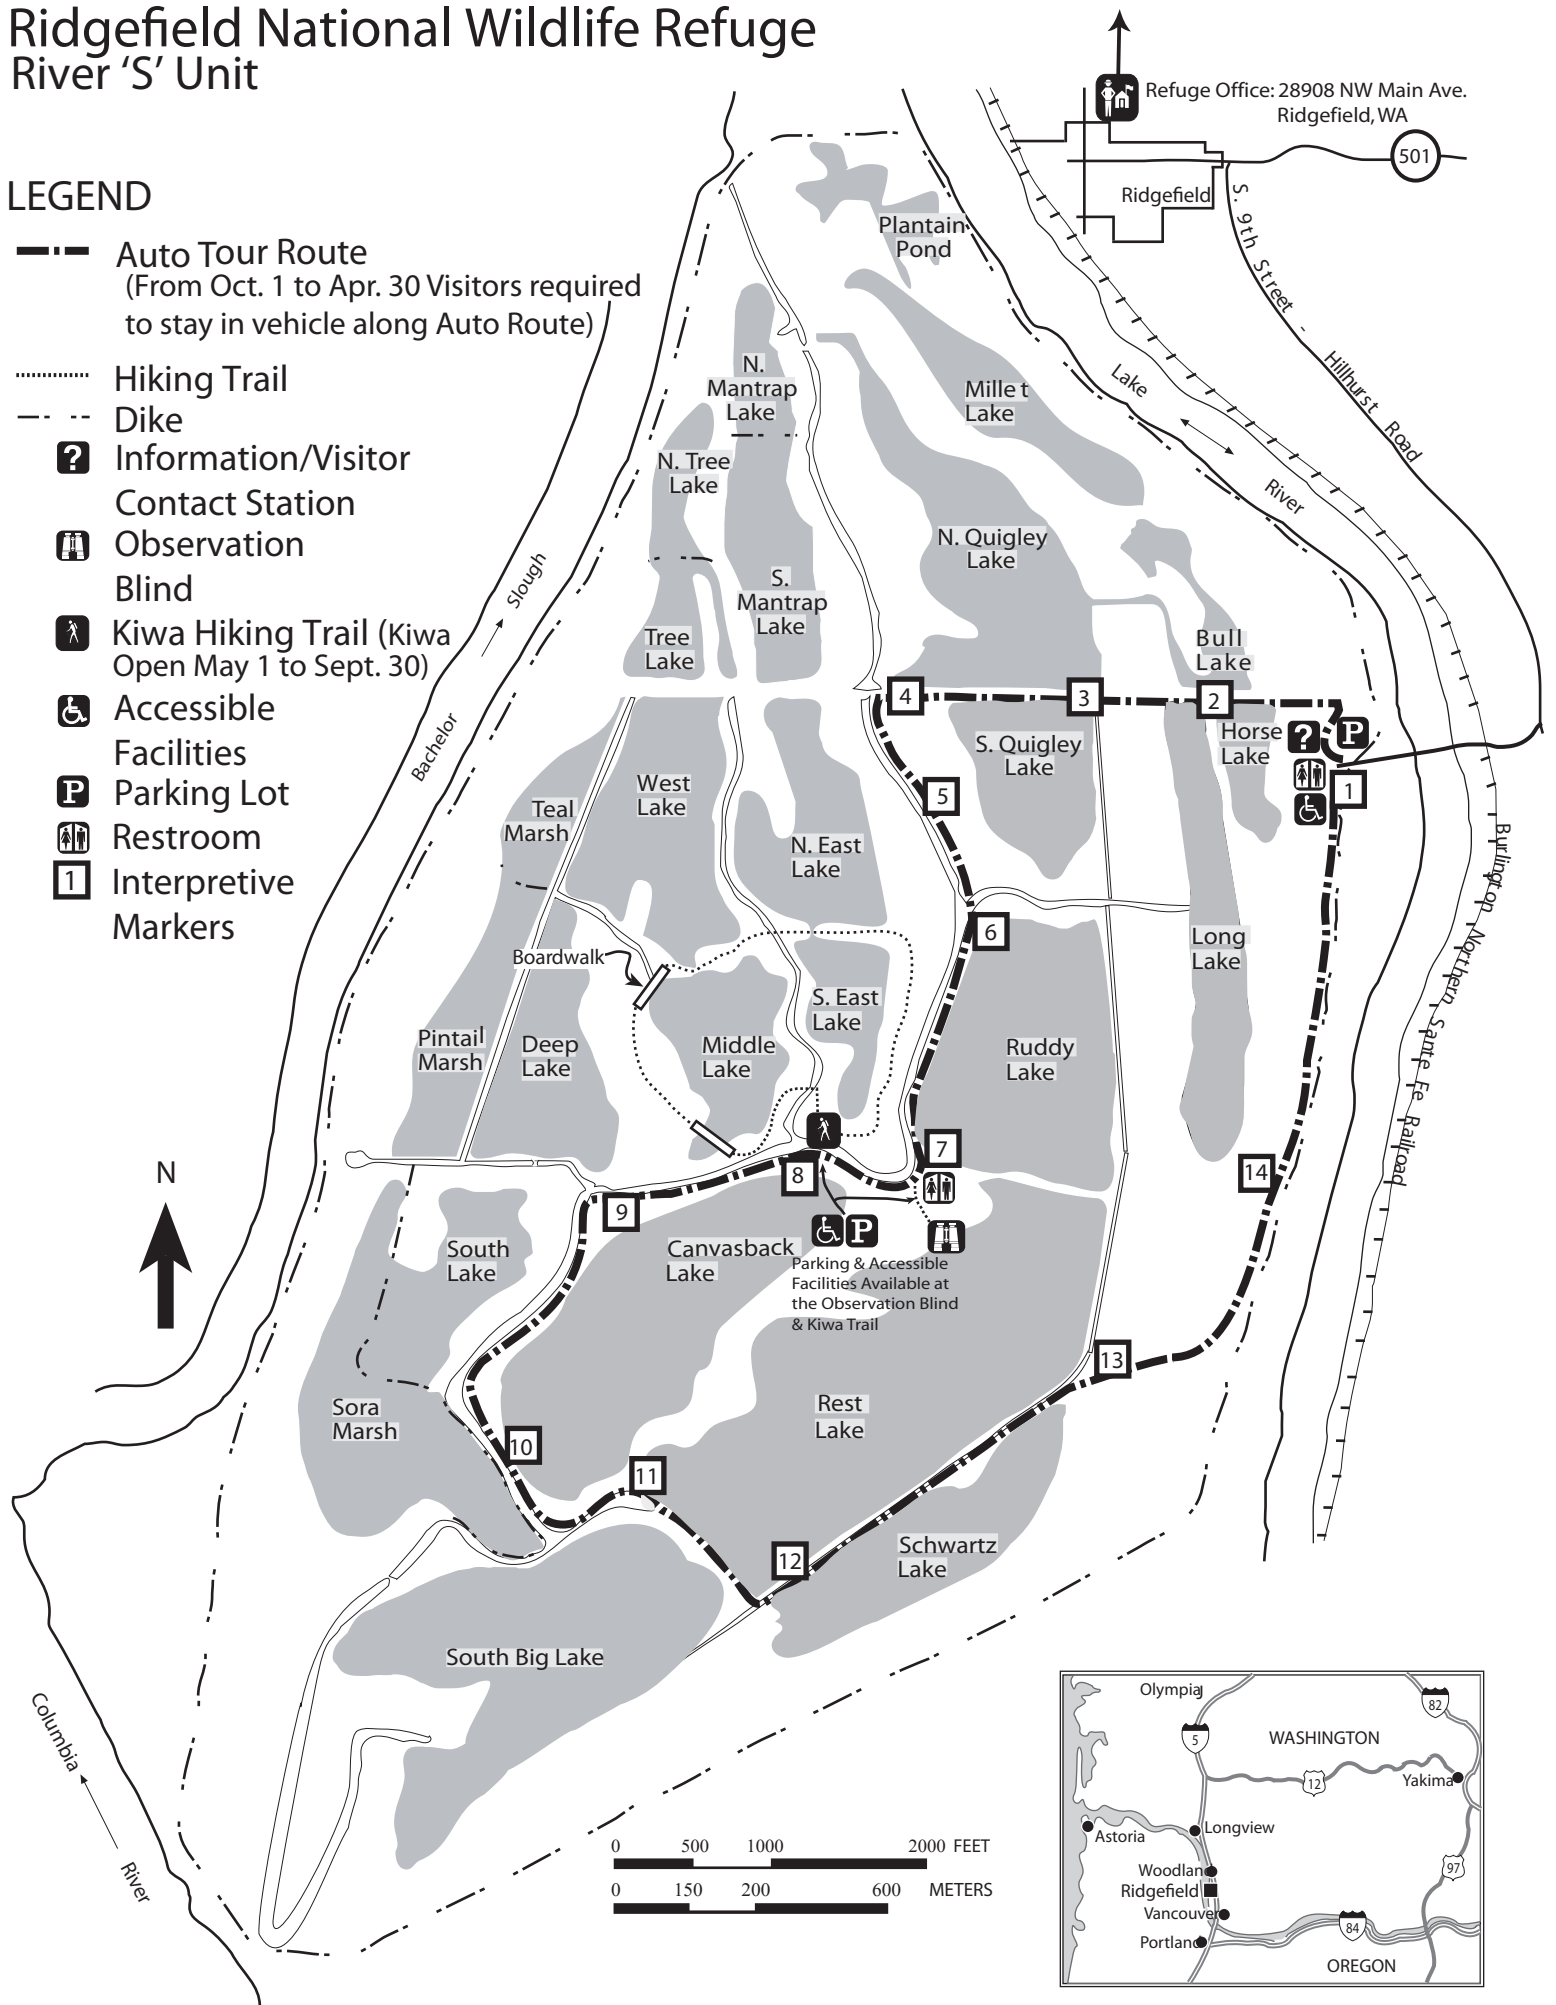 Ridgefield National Wildlife Refuge
River ‘S’ Unit
Refuge Office: 28908 NW Main Ave.
Ridgefield, WA
501
Ridgefield
S. 9th Street - Hillhurst Road
LEGEND
Auto Tour Route
(From Oct. 1 to Apr. 30 Visitors required
to stay in vehicle along Auto Route)
Hiking Trail
Dike
? Information/Visitor
Contact Station
Observation
Blind
Kiwa Hiking Trail (Kiwa
Open May 1 to Sept. 30)
Accessible
Facilities
P Parking Lot
Restroom
1 Interpretive
Markers
Plantain
Pond
N.
Mantrap
Lake
Millet
Lake
Lake
River
N. Tree
Lake
N. Quigley
Lake
S.
Mantrap
Lake
Tree
Lake
Bull
Lake
Bachelor
Slough
4
3
2
S. Quigley
Lake
Horse
Lake
?
P
1
5
West
Lake
Teal
Marsh
N. East
Lake
Burlington Northern Sante Fe Railroad
6
Long
Lake
Boardwalk
S. East
Lake
Pintail
Marsh
Deep
Lake
Middle
Lake
Ruddy
Lake
7
8
14
N
9
South
Lake
Canvasback
Lake
P
Parking & Accessible
Facilities Available at
the Observation Blind
& Kiwa Trail
13
Sora
Marsh
Rest
Lake
10
11
12
Schwartz
Lake
South Big Lake
Columbia
River
0 500 1000 2000 FEET
0 150 200 600 METERS
Olympia
82
5
WASHINGTON
12
Yakima
Astoria
Longview
Woodland
97
Ridgefield
Vancouver
84
Portland
OREGON